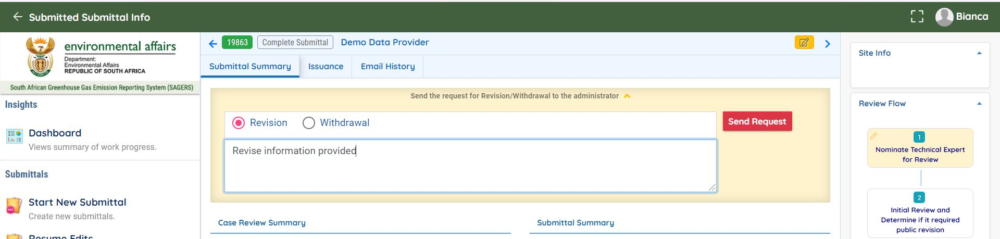 Submitted Submittal Info
Bianca
environmental affairs
Department:
Environmental Affairs
REPUBLIC OF SOUTH AFRICA
South African Greenhouse Gas Emission Reporting System (SAGERS)
Insights
Dashboard
Views summary of work progress.
Submittals
Start New Submittal
Create new submittals.
Resume Edits
19863 Complete Submittal Demo Data Provider
Submittal Summary Issuance Email History
Send the request for Revision/Withdrawal to the administrator
Revision Withdrawal
Send Request
Revise information provided
Case Review Summary
Submittal Summary
Site Info
Review Flow
1
Nominate Technical Expert
for Review
2
Initial Review and
Determine if it required
public revision